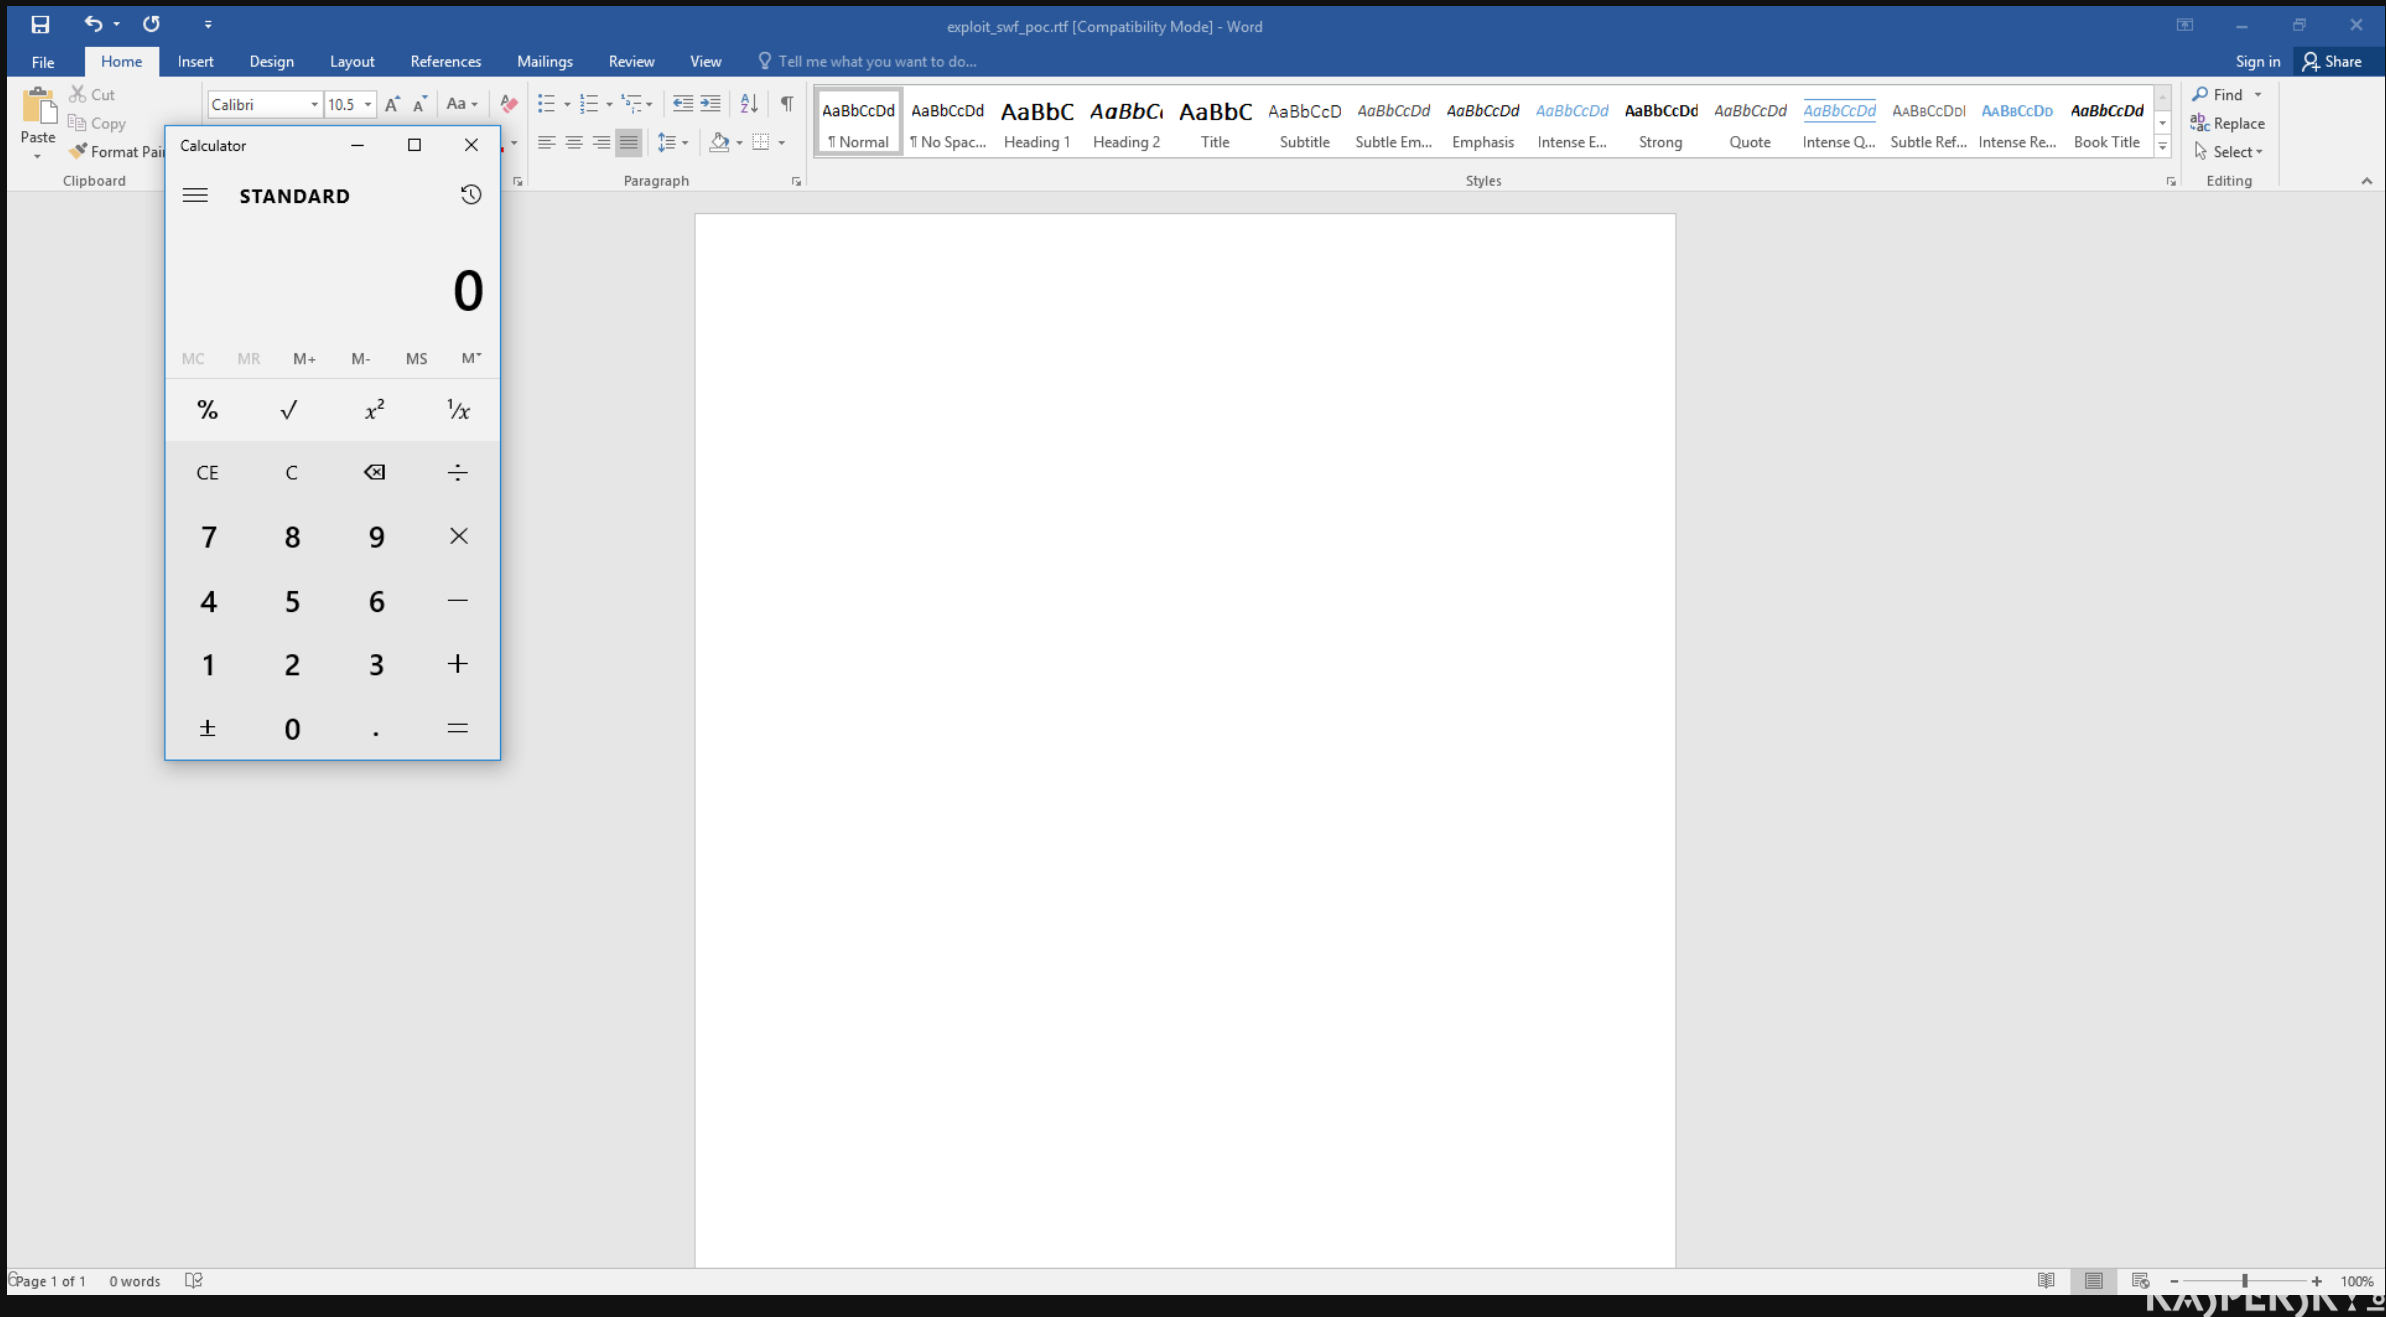 exploit_swf_poc.rtf [Compatibility Mode] - Word
File Home Insert Design Layout References Mailings Review View Tell me what you want to do... Sign in Share
Paste
Cut
Copy
Format Pai
Clipboard
Calibri 10.5 Aa
Paragraph
AaBbCcDd AaBbCcDd AaBbC AaBbC AaBbC AaBbCcD AaBbCcDd AaBbCcDd AaBbCcDd AaBbCcDd AaBbCcDd AaBbCcDd AaBbCcDd AaBbCcDd AaBbCcDd
¶ Normal ¶ No Spac... Heading 1 Heading 2 Title Subtitle Subtle Em... Emphasis Intense E... Strong Quote Intense Q... Subtle Ref... Intense Re... Book Title
Styles
Find
Replace
Select
Editing
Calculator
STANDARD
0
MC MR M+ M- MS M
% √ x² ¹/x
CE C ÷
7 8 9 ×
4 5 6 −
1 2 3 +
± 0 . =
6
Page 1 of 1 0 words 100%